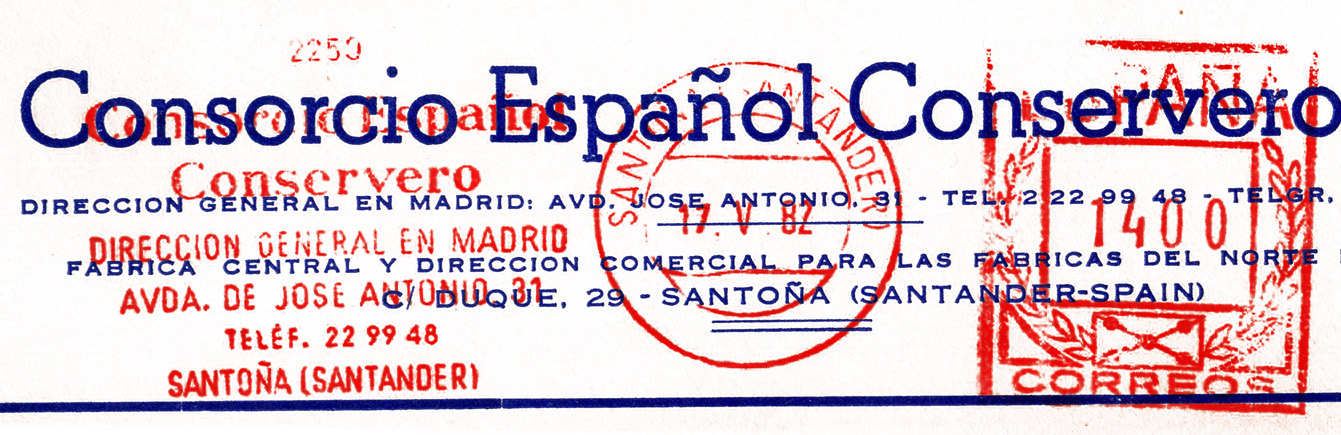 2259
Consorcio Español Conservero
Consorcio Español
Conservero
DIRECCION GENERAL EN MADRID: AVD. JOSE ANTONIO, 31 - TEL. 2 22 99 48 - TELGR.
DIRECCION GENERAL EN MADRID
FABRICA CENTRAL Y DIRECCION COMERCIAL PARA LAS FABRICAS DEL NORTE
AVDA. DE JOSE ANTONIO, 31
C/ DUQUE, 29 - SANTOÑA (SANTANDER-SPAIN)
TELÉF. 22 99 48
SANTOÑA (SANTANDER)
SANTOÑA (SANTANDER)
17. V 82
ESPAÑA
1400
CORREOS